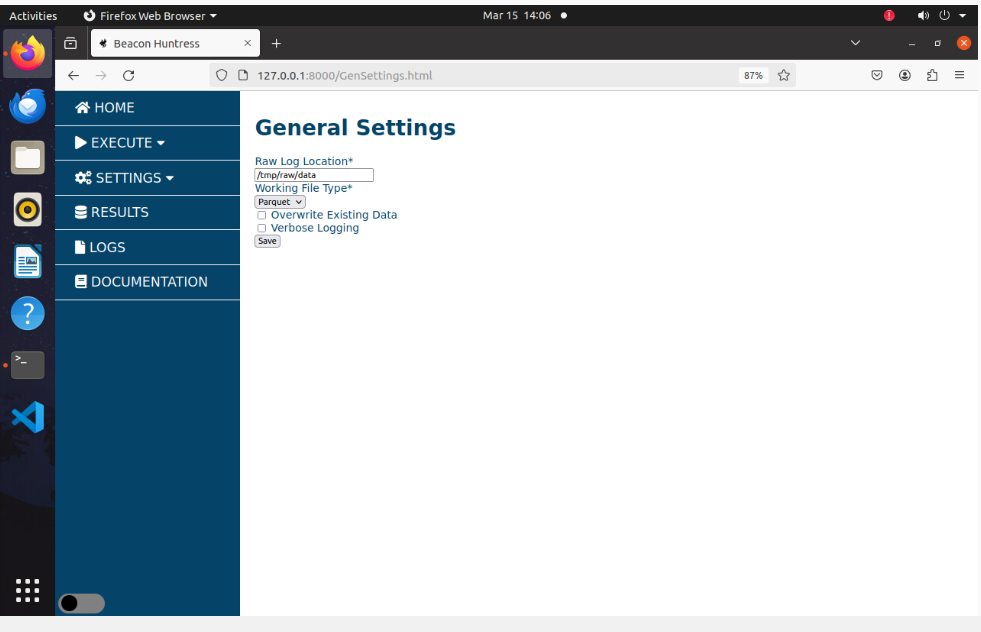 Activities Firefox Web Browser Mar 15 14:06
Beacon Huntress
127.0.0.1:8000/GenSettings.html 87%
HOME
EXECUTE
SETTINGS
RESULTS
LOGS
DOCUMENTATION
General Settings
Raw Log Location*
/tmp/raw/data
Working File Type*
Parquet
Overwrite Existing Data
Verbose Logging
Save